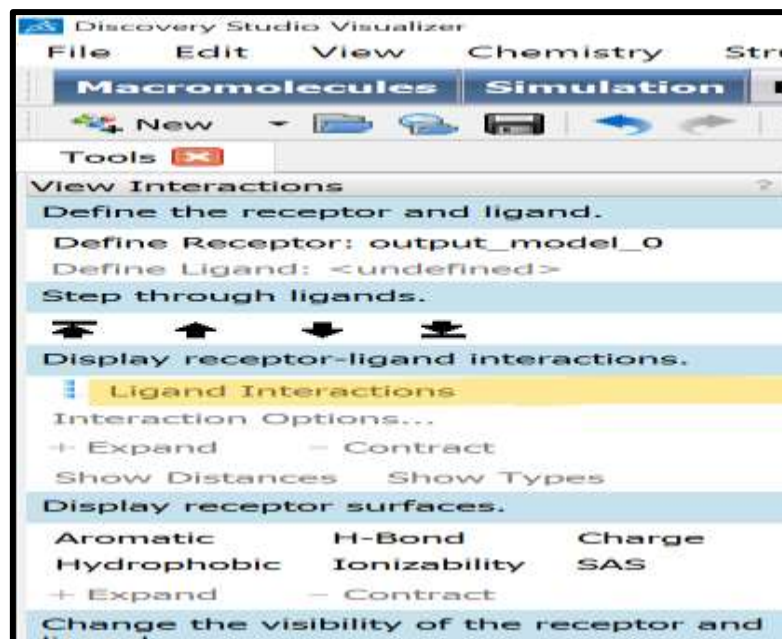 Discovery Studio Visualizer
File Edit View Chemistry
Macromolecules Simulation
New
Tools
View Interactions ?
Define the receptor and ligand.
Define Receptor: output_model_0
Define Ligand: <undefined>
Step through ligands.
Display receptor-ligand interactions.
Ligand Interactions
Interaction Options...
+ Expand - Contract
Show Distances Show Types
Display receptor surfaces.
Aromatic H-Bond Charge
Hydrophobic Ionizability SAS
+ Expand - Contract
Change the visibility of the receptor and